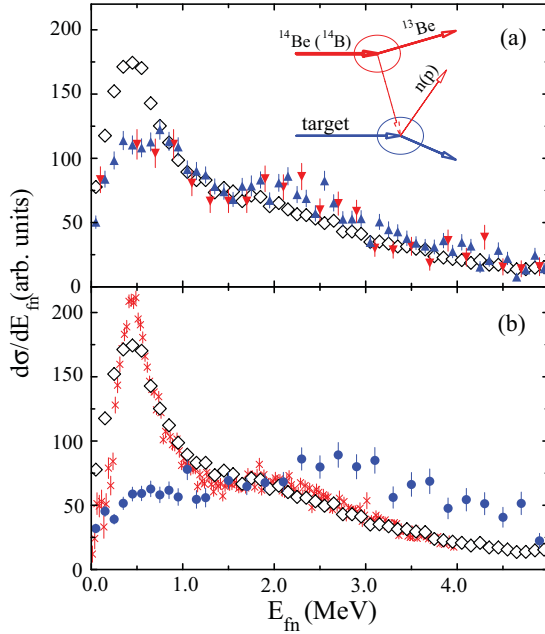 200
150
100
50
0
(a)
¹⁴Be (¹⁴B)
¹³Be
n(p)
target
dσ/dE_fn (arb. units)
200
150
100
50
0
(b)
0.0 1.0 2.0 3.0 4.0
E_fn (MeV)